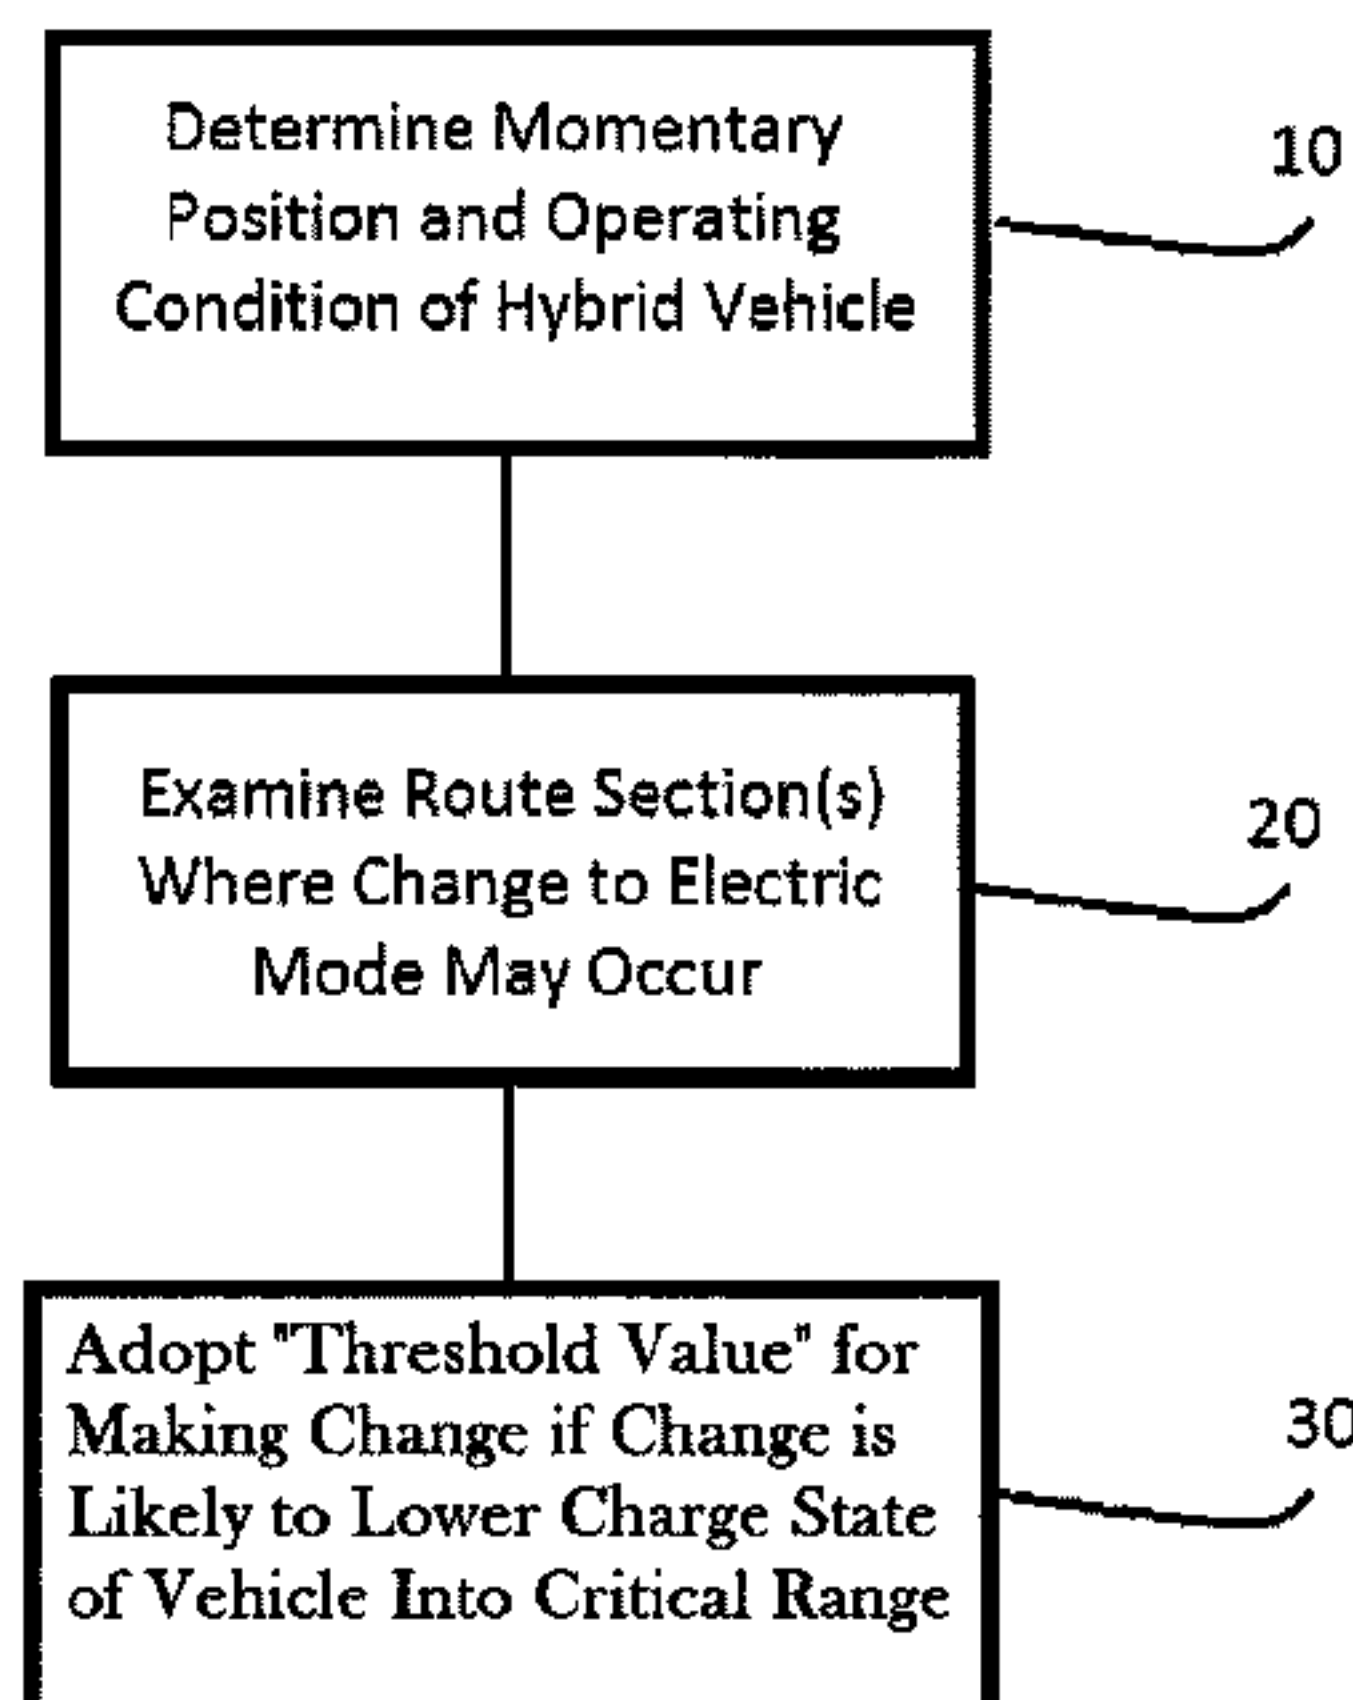 Determine Momentary
Position and Operating
Condition of Hybrid Vehicle
10
Examine Route Section(s)
Where Change to Electric
Mode May Occur
20
Adopt "Threshold Value" for
Making Change if Change is
Likely to Lower Charge State
of Vehicle Into Critical Range
30